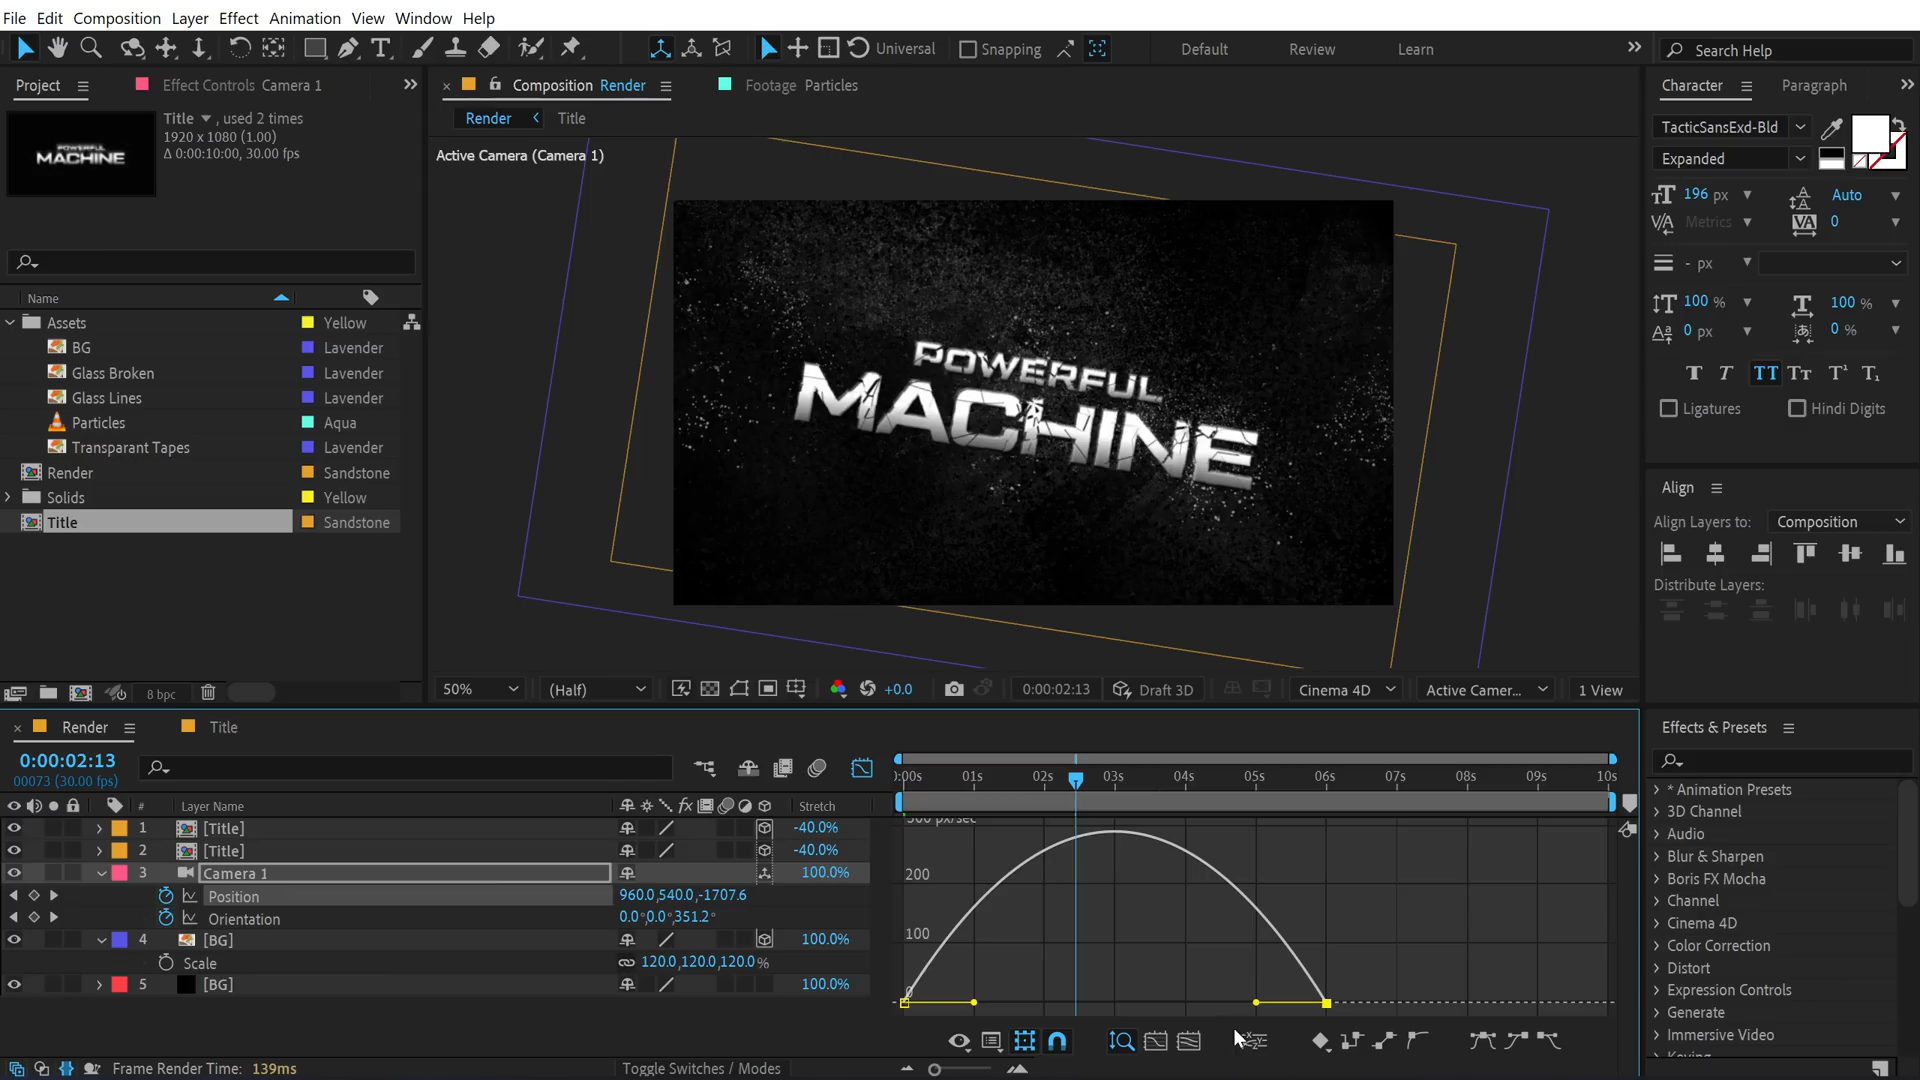 File Edit Composition Layer Effect Animation View Window Help
Universal Snapping Default Review Learn Search Help
Project Effect Controls Camera 1
Composition Render Footage Particles
Character Paragraph
Title , used 2 times
1920 x 1080 (1.00)
Δ 0:00:10:00, 30.00 fps
POWERFUL
MACHINE
Render Title
Active Camera (Camera 1)
POWERFUL
MACHINE
TacticSansExd-Bld
Expanded
196 px Auto
Metrics 0
- px
100 % 100 %
0 px 0 %
Ligatures Hindi Digits
Align
Align Layers to: Composition
Distribute Layers:
Name
Assets Yellow
BG Lavender
Glass Broken Lavender
Glass Lines Lavender
Particles Aqua
Transparant Tapes Lavender
Render Sandstone
Solids Yellow
Title Sandstone
8 bpc
50% (Half) +0.0 0:00:02:13 Draft 3D Cinema 4D Active Camer... 1 View
Render Title
0:00:02:13
00073 (30.00 fps)
):00s 01s 02s 03s 04s 05s 06s 07s 08s 09s 10s
# Layer Name fx Stretch
1 [Title] -40.0%
2 [Title] -40.0%
3 Camera 1 100.0%
Position 960.0,540.0,-1707.6
Orientation 0.0°,0.0°,351.2°
4 [BG] 100.0%
Scale 120.0,120.0,120.0%
5 [BG] 100.0%
300 px/sec
200
100
0
Frame Render Time: 139ms Toggle Switches / Modes
Effects & Presets
* Animation Presets
3D Channel
Audio
Blur & Sharpen
Boris FX Mocha
Channel
Cinema 4D
Color Correction
Distort
Expression Controls
Generate
Immersive Video
Keying